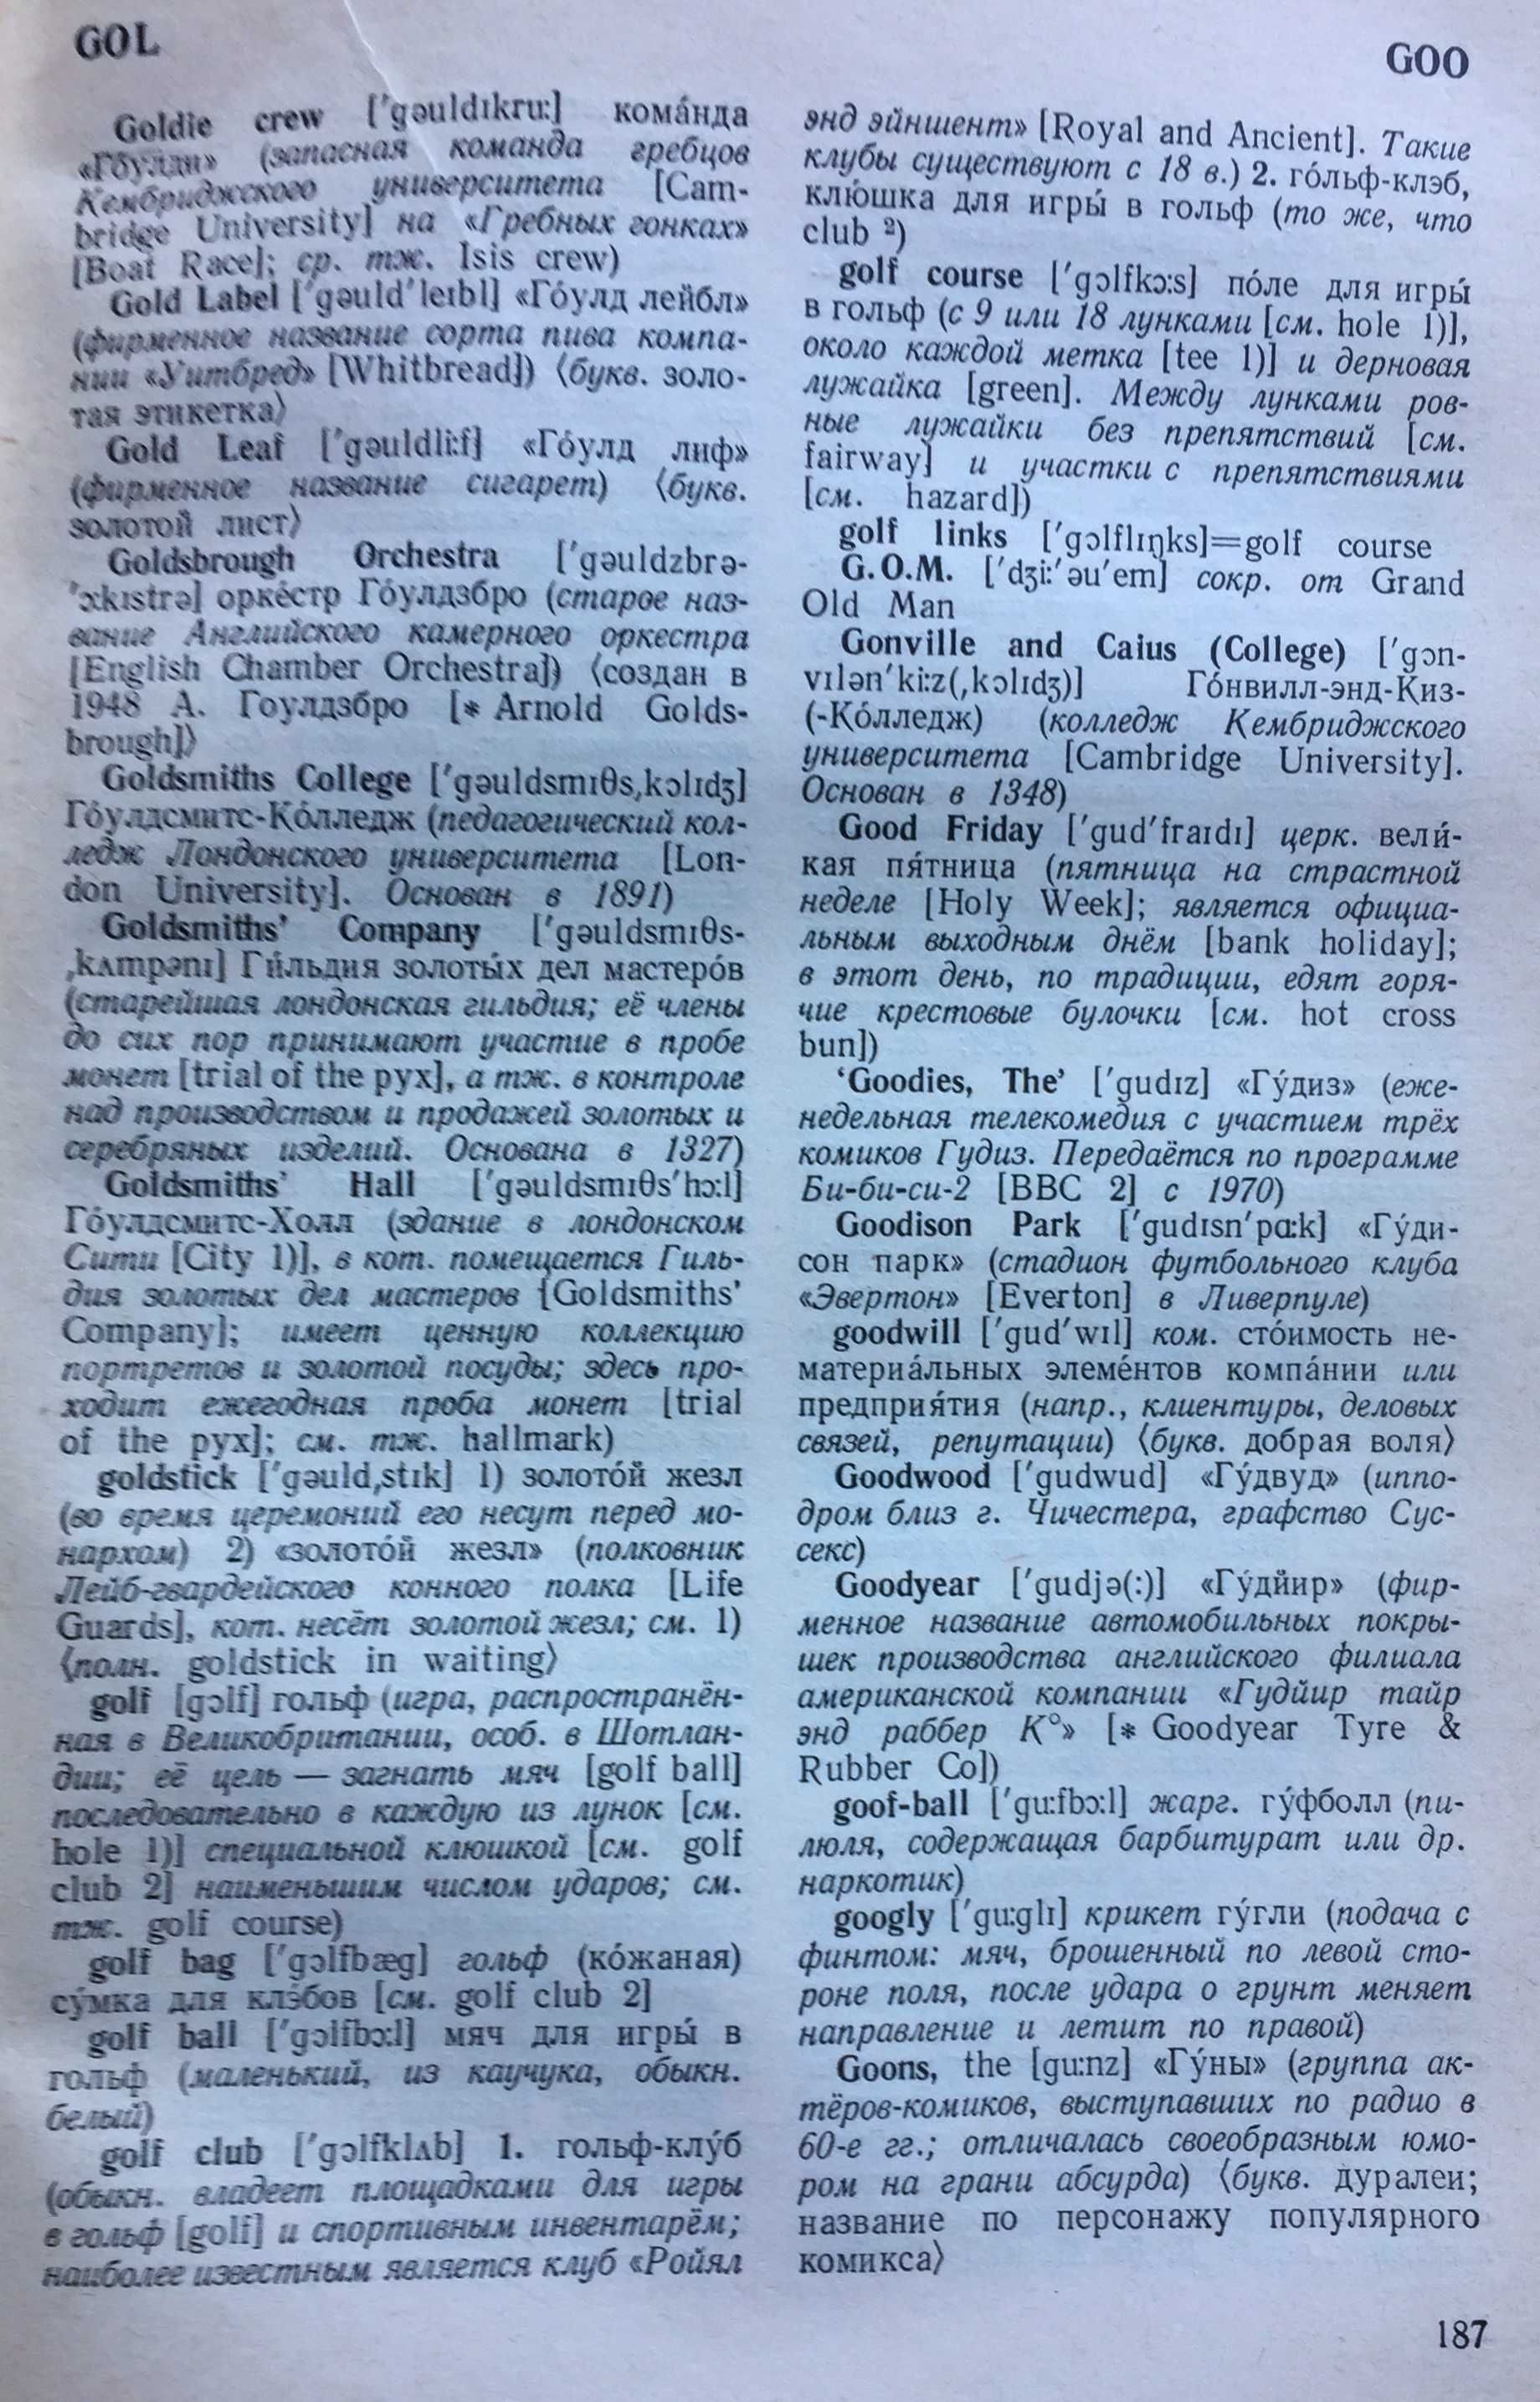 GOL
GOO
Goldie crew [ˈgəuldɪkru:] кома́нда
«Го́улди» (запасная команда гребцов
Кембриджского университета [Cam-
bridge University] на «Гребных гонках»
[Boat Race]; ср. тж. Isis crew)
Gold Label [ˈgəuldˈleɪbl] «Го́улд лейбл»
(фирменное название сорта пива компа-
нии «Уитбред» [Whitbread]) ⟨букв. золо-
тая этикетка⟩
Gold Leaf [ˈgəuldli:f] «Го́улд лиф»
(фирменное название сигарет) ⟨букв.
золотой лист⟩
Goldsbrough Orchestra [ˈgəuldzbrə-
ˈɔ:kɪstrə] орке́стр Го́улдзбро (старое наз-
вание Английского камерного оркестра
[English Chamber Orchestra]) ⟨создан в
1948 А. Гоулдзбро [* Arnold Golds-
brough]⟩
Goldsmiths College [ˈgəuldsmɪθs,kɔlɪdʒ]
Го́улдсмитс-Ко́лледж (педагогический кол-
ледж Лондонского университета [Lon-
don University]. Основан в 1891)
Goldsmiths’ Company [ˈgəuldsmɪθs-
,kʌmpənɪ] Ги́льдия золоты́х дел мастеро́в
(старейшая лондонская гильдия; её члены
до сих пор принимают участие в пробе
монет [trial of the pyx], а тж. в контроле
над производством и продажей золотых и
серебряных изделий. Основана в 1327)
Goldsmiths’ Hall [ˈgəuldsmɪθsˈhɔ:l]
Го́улдсмитс-Холл (здание в лондонском
Сити [City 1)], в кот. помещается Гиль-
дия золотых дел мастеров [Goldsmiths’
Company]; имеет ценную коллекцию
портретов и золотой посуды; здесь про-
ходит ежегодная проба монет [trial
of the pyx]; см. тж. hallmark)
goldstick [ˈgəuld,stɪk] 1) золото́й жезл
(во время церемоний его несут перед мо-
нархом) 2) «золото́й жезл» (полковник
Лейб-гвардейского конного полка [Life
Guards], кот. несёт золотой жезл; см. 1)
⟨полн. goldstick in waiting⟩
golf [gɔlf] гольф (игра, распространён-
ная в Великобритании, особ. в Шотлан-
дии; её цель — загнать мяч [golf ball]
последовательно в каждую из лунок [см.
hole 1)] специальной клюшкой [см. golf
club 2] наименьшим числом ударов; см.
тж. golf course)
golf bag [ˈgɔlfbæg] гольф (ко́жаная)
су́мка для клэ́бов [см. golf club 2]
golf ball [ˈgɔlfbɔ:l] мяч для игры́ в
гольф (маленький, из каучука, обыкн.
белый)
golf club [ˈgɔlfklʌb] 1. гольф-клу́б
(обыкн. владеет площадками для игры
в гольф [golf] и спортивным инвентарём;
наиболее известным является клуб «Ройял
энд эйншент» [Royal and Ancient]. Такие
клубы существуют с 18 в.) 2. го́льф-клэб,
клю́шка для игры́ в гольф (то же, что
club ²)
golf course [ˈgɔlfkɔ:s] по́ле для игры́
в гольф (с 9 или 18 лунками [см. hole 1)],
около каждой метка [tee 1)] и дерновая
лужайка [green]. Между лунками ров-
ные лужайки без препятствий [см.
fairway] и участки с препятствиями
[см. hazard])
golf links [ˈgɔlflɪŋks]=golf course
G.O.M. [ˈdʒi:ˈəuˈem] сокр. от Grand
Old Man
Gonville and Caius (College) [ˈgɔn-
vɪlənˈki:z(,kɔlɪdʒ)] Го́нвилл-энд-Киз-
(-Ко́лледж) (колледж Кембриджского
университета [Cambridge University].
Основан в 1348)
Good Friday [ˈgudˈfraɪdɪ] церк. вели́-
кая пя́тница (пятница на страстной
неделе [Holy Week]; является официа-
льным выходным днём [bank holiday];
в этот день, по традиции, едят горя-
чие крестовые булочки [см. hot cross
bun])
‘Goodies, The’ [ˈgudɪz] «Гу́диз» (еже-
недельная телекомедия с участием трёх
комиков Гудиз. Передаётся по программе
Би-би-си-2 [BBC 2] с 1970)
Goodison Park [ˈgudɪsnˈpɑ:k] «Гу́ди-
сон парк» (стадион футбольного клуба
«Эвертон» [Everton] в Ливерпуле)
goodwill [ˈgudˈwɪl] ком. сто́имость не-
материа́льных элеме́нтов компа́нии или
предприя́тия (напр., клиентуры, деловых
связей, репутации) ⟨букв. добрая воля⟩
Goodwood [ˈgudwud] «Гу́двуд» (иппо-
дром близ г. Чичестера, графство Сус-
секс)
Goodyear [ˈgudjə(:)] «Гу́дйир» (фир-
менное название автомобильных покры-
шек производства английского филиала
американской компании «Гудйир тайр
энд раббер К°» [* Goodyear Tyre &
Rubber Co])
goof-ball [ˈgu:fbɔ:l] жарг. гу́фболл (пи-
люля, содержащая барбитурат или др.
наркотик)
googly [ˈgu:glɪ] крикет гу́гли (подача с
финтом: мяч, брошенный по левой сто-
роне поля, после удара о грунт меняет
направление и летит по правой)
Goons, the [gu:nz] «Гу́ны» (группа ак-
тёров-комиков, выступавших по радио в
60-е гг.; отличалась своеобразным юмо-
ром на грани абсурда) ⟨букв. дуралеи;
название по персонажу популярного
комикса⟩
187